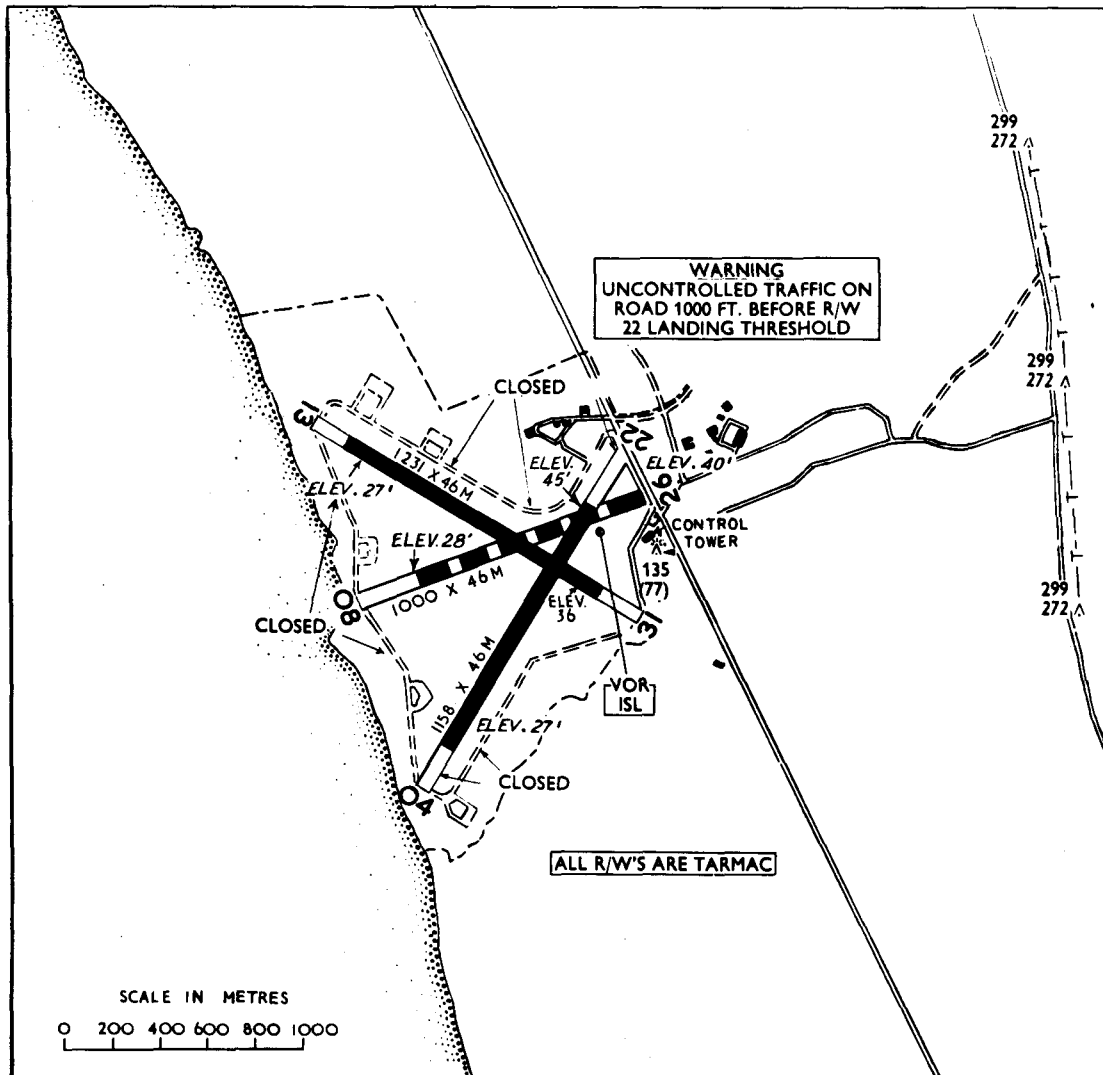 299
272
WARNING
UNCONTROLLED TRAFFIC ON
ROAD 1000 FT. BEFORE R/W
22 LANDING THRESHOLD
299
272
CLOSED
13
22
1231 X 46M
ELEV.
45'
ELEV. 40'
ELEV. 27'
26
CONTROL
TOWER
ELEV. 28'
135
(77)
1000 X 46M
08
ELEV.
36
31
299
272
CLOSED
VOR
ISL
1158 X 46M
ELEV. 27'
CLOSED
04
ALL R/W'S ARE TARMAC
SCALE IN METRES
0 200 400 600 800 1000
T
T
T
T
T
T
T